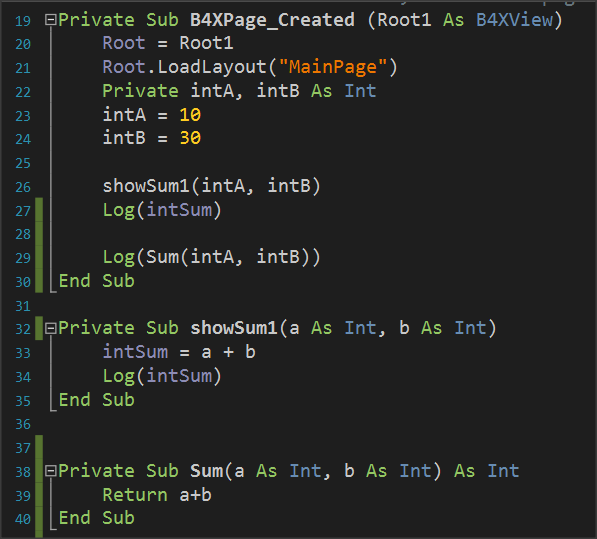 19 Private Sub B4XPage_Created (Root1 As B4XView)
20     Root = Root1
21     Root.LoadLayout("MainPage")
22     Private intA, intB As Int
23     intA = 10
24     intB = 30
25
26     showSum1(intA, intB)
27     Log(intSum)
28
29     Log(Sum(intA, intB))
30 End Sub
31
32 Private Sub showSum1(a As Int, b As Int)
33     intSum = a + b
34     Log(intSum)
35 End Sub
36
37
38 Private Sub Sum(a As Int, b As Int) As Int
39     Return a+b
40 End Sub